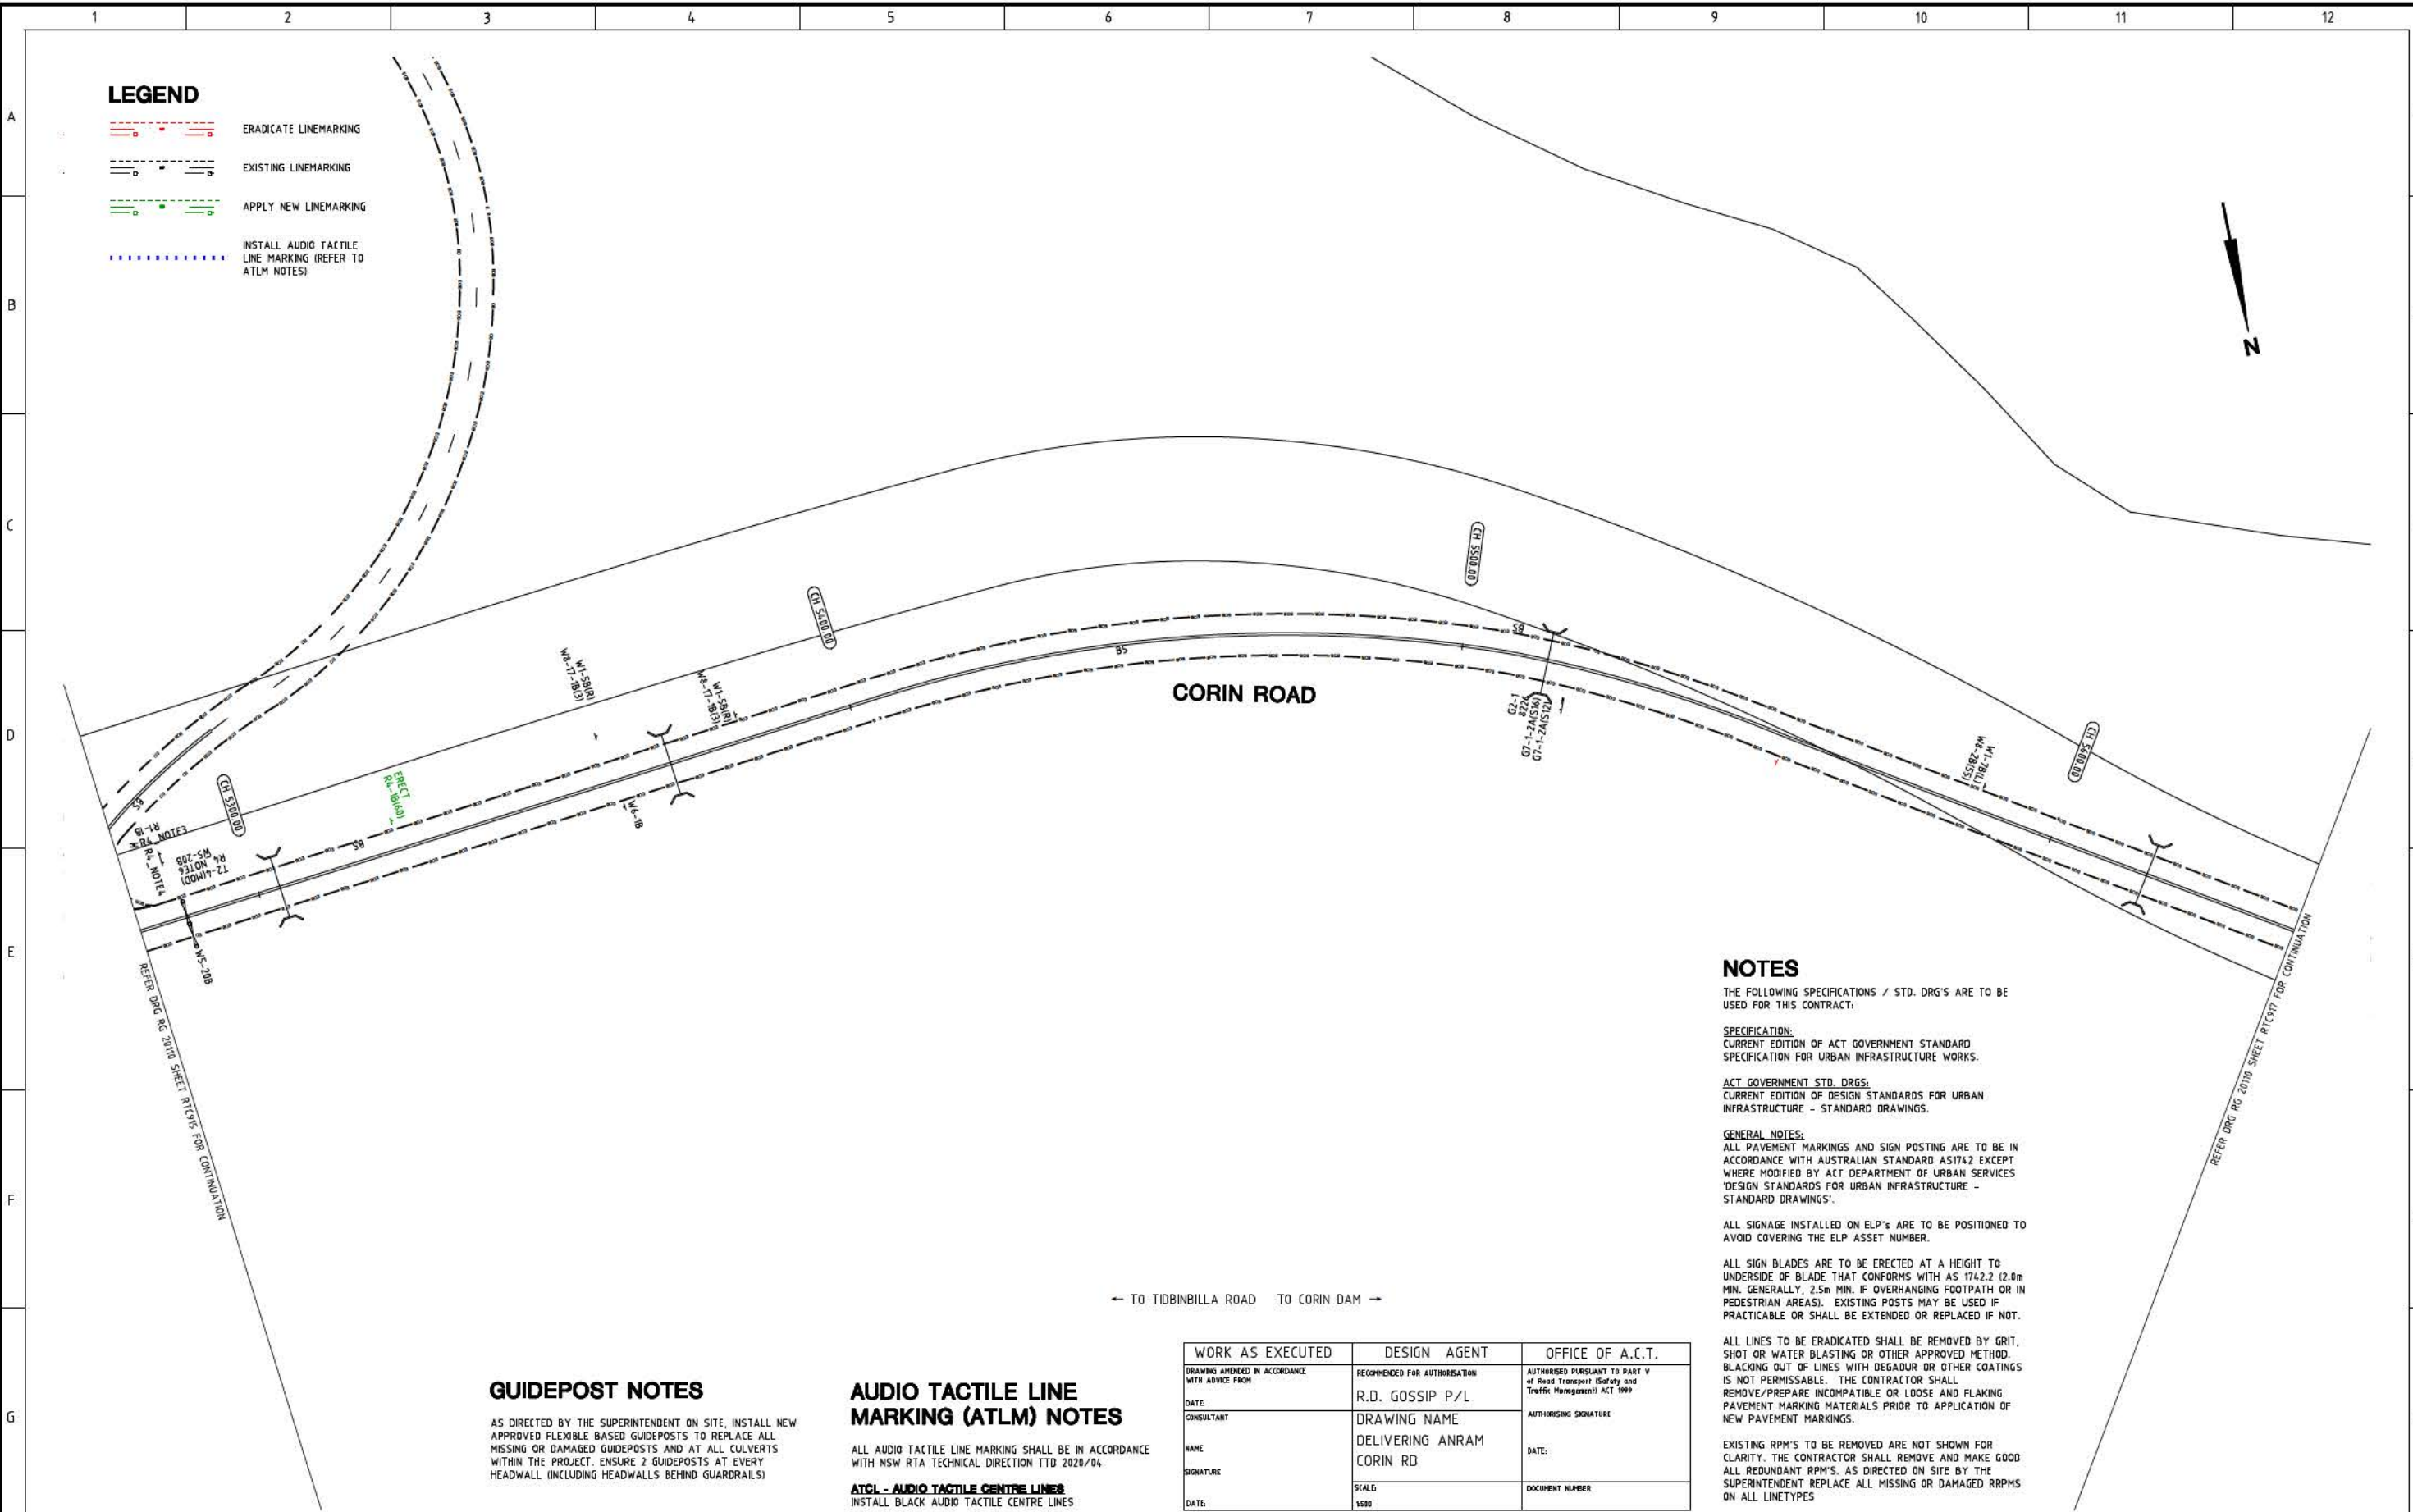 1 2 3 4 5 6 7 8 9 10 11 12
A
B
C
D
E
F
G
LEGEND
ERADICATE LINEMARKING
EXISTING LINEMARKING
APPLY NEW LINEMARKING
INSTALL AUDIO TACTILE
LINE MARKING (REFER TO
ATLM NOTES)
N
CH 5300.00
CH 5400.00
CH 5500.00
CH 5600.00
CORIN ROAD
BS
BS
BS
BS
R1-1B
R4_NOTE3
R4_NOTE4
T2-4(MOD)
R4 NOTE6
W5-20B
W5-20B
ERECT
R4-1B(60)
W1-5B(R)
W8-17-1B(3)
W1-5B(R)
W8-17-1B(3)
W6-1B
G2-1
8226
G7-1-2A(S16)
G7-1-2A(S12)
W1-7B(L)
W8-2B(55)
REFER DRG RG 20110 SHEET RTC915 FOR CONTINUATION
REFER DRG RG 20110 SHEET RTC917 FOR CONTINUATION
NOTES
THE FOLLOWING SPECIFICATIONS / STD. DRG'S ARE TO BE
USED FOR THIS CONTRACT:
SPECIFICATION:
CURRENT EDITION OF ACT GOVERNMENT STANDARD
SPECIFICATION FOR URBAN INFRASTRUCTURE WORKS.
ACT GOVERNMENT STD. DRGS:
CURRENT EDITION OF DESIGN STANDARDS FOR URBAN
INFRASTRUCTURE - STANDARD DRAWINGS.
GENERAL NOTES:
ALL PAVEMENT MARKINGS AND SIGN POSTING ARE TO BE IN
ACCORDANCE WITH AUSTRALIAN STANDARD AS1742 EXCEPT
WHERE MODIFIED BY ACT DEPARTMENT OF URBAN SERVICES
'DESIGN STANDARDS FOR URBAN INFRASTRUCTURE -
STANDARD DRAWINGS'.
ALL SIGNAGE INSTALLED ON ELP's ARE TO BE POSITIONED TO
AVOID COVERING THE ELP ASSET NUMBER.
ALL SIGN BLADES ARE TO BE ERECTED AT A HEIGHT TO
UNDERSIDE OF BLADE THAT CONFORMS WITH AS 1742.2 (2.0m
MIN. GENERALLY, 2.5m MIN. IF OVERHANGING FOOTPATH OR IN
PEDESTRIAN AREAS). EXISTING POSTS MAY BE USED IF
PRACTICABLE OR SHALL BE EXTENDED OR REPLACED IF NOT.
ALL LINES TO BE ERADICATED SHALL BE REMOVED BY GRIT,
SHOT OR WATER BLASTING OR OTHER APPROVED METHOD.
BLACKING OUT OF LINES WITH DEGADUR OR OTHER COATINGS
IS NOT PERMISSABLE. THE CONTRACTOR SHALL
REMOVE/PREPARE INCOMPATIBLE OR LOOSE AND FLAKING
PAVEMENT MARKING MATERIALS PRIOR TO APPLICATION OF
NEW PAVEMENT MARKINGS.
EXISTING RPM'S TO BE REMOVED ARE NOT SHOWN FOR
CLARITY. THE CONTRACTOR SHALL REMOVE AND MAKE GOOD
ALL REDUNDANT RPM'S. AS DIRECTED ON SITE BY THE
SUPERINTENDENT REPLACE ALL MISSING OR DAMAGED RRPMS
ON ALL LINETYPES
← TO TIDBINBILLA ROAD TO CORIN DAM →
GUIDEPOST NOTES
AS DIRECTED BY THE SUPERINTENDENT ON SITE, INSTALL NEW
APPROVED FLEXIBLE BASED GUIDEPOSTS TO REPLACE ALL
MISSING OR DAMAGED GUIDEPOSTS AND AT ALL CULVERTS
WITHIN THE PROJECT. ENSURE 2 GUIDEPOSTS AT EVERY
HEADWALL (INCLUDING HEADWALLS BEHIND GUARDRAILS)
AUDIO TACTILE LINE
MARKING (ATLM) NOTES
ALL AUDIO TACTILE LINE MARKING SHALL BE IN ACCORDANCE
WITH NSW RTA TECHNICAL DIRECTION TTD 2020/04
ATCL - AUDIO TACTILE CENTRE LINES
INSTALL BLACK AUDIO TACTILE CENTRE LINES
WORK AS EXECUTED
DRAWING AMENDED IN ACCORDANCE
WITH ADVICE FROM
DATE:
CONSULTANT
NAME
SIGNATURE
DATE:
DESIGN AGENT
RECOMMENDED FOR AUTHORISATION
R.D. GOSSIP P/L
DRAWING NAME
DELIVERING ANRAM
CORIN RD
SCALE:
1:500
OFFICE OF A.C.T.
AUTHORISED PURSUANT TO PART V
of Road Transport (Safety and
Traffic Management) ACT 1999
AUTHORISING SIGNATURE
DATE:
DOCUMENT NUMBER